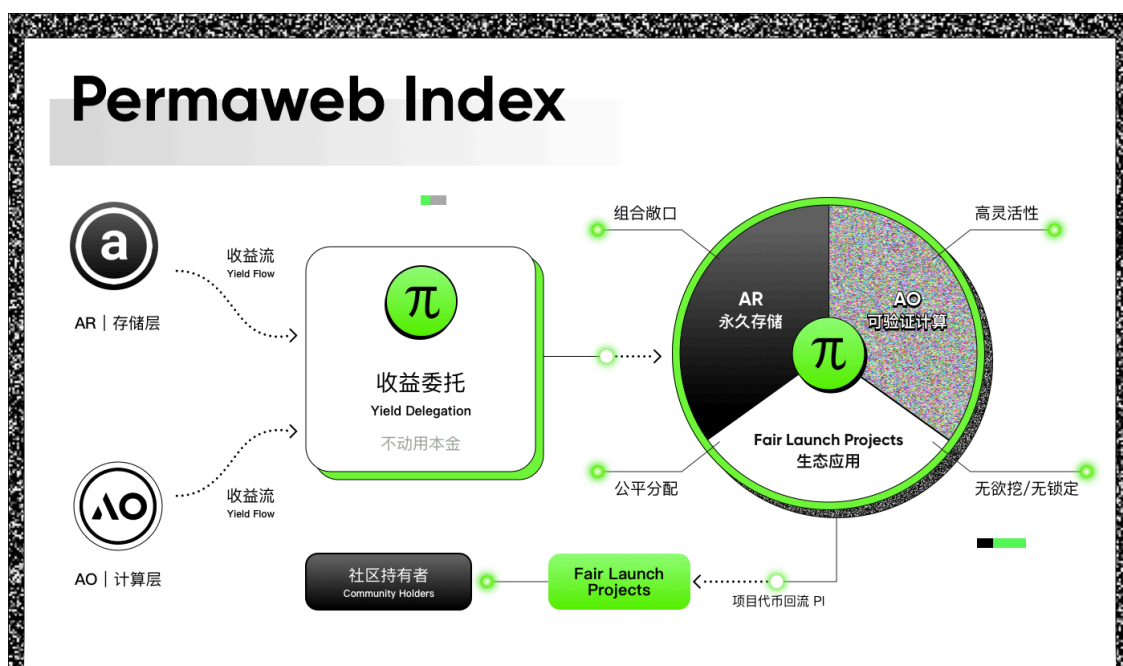 Permaweb Index
a
AR | 存储层
收益流
Yield Flow
AO
AO | 计算层
收益流
Yield Flow
π
收益委托
Yield Delegation
不动用本金
组合敞口
高灵活性
AR
永久存储
AO
可验证计算
π
Fair Launch Projects
生态应用
公平分配
无欲挖/无锁定
社区持有者
Community Holders
Fair Launch
Projects
项目代币回流 PI